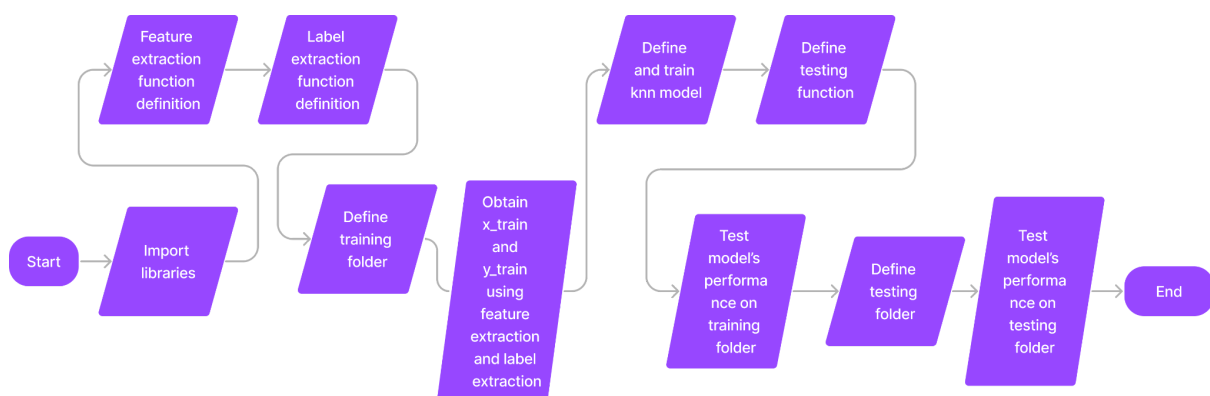 Start
Import
libraries
Feature
extraction
function
definition
Label
extraction
function
definition
Define
training
folder
Obtain
x_train
and
y_train
using
feature
extraction
and label
extraction
Define
and train
knn model
Define
testing
function
Test
model’s
performa
nce on
training
folder
Define
testing
folder
Test
model’s
performa
nce on
testing
folder
End